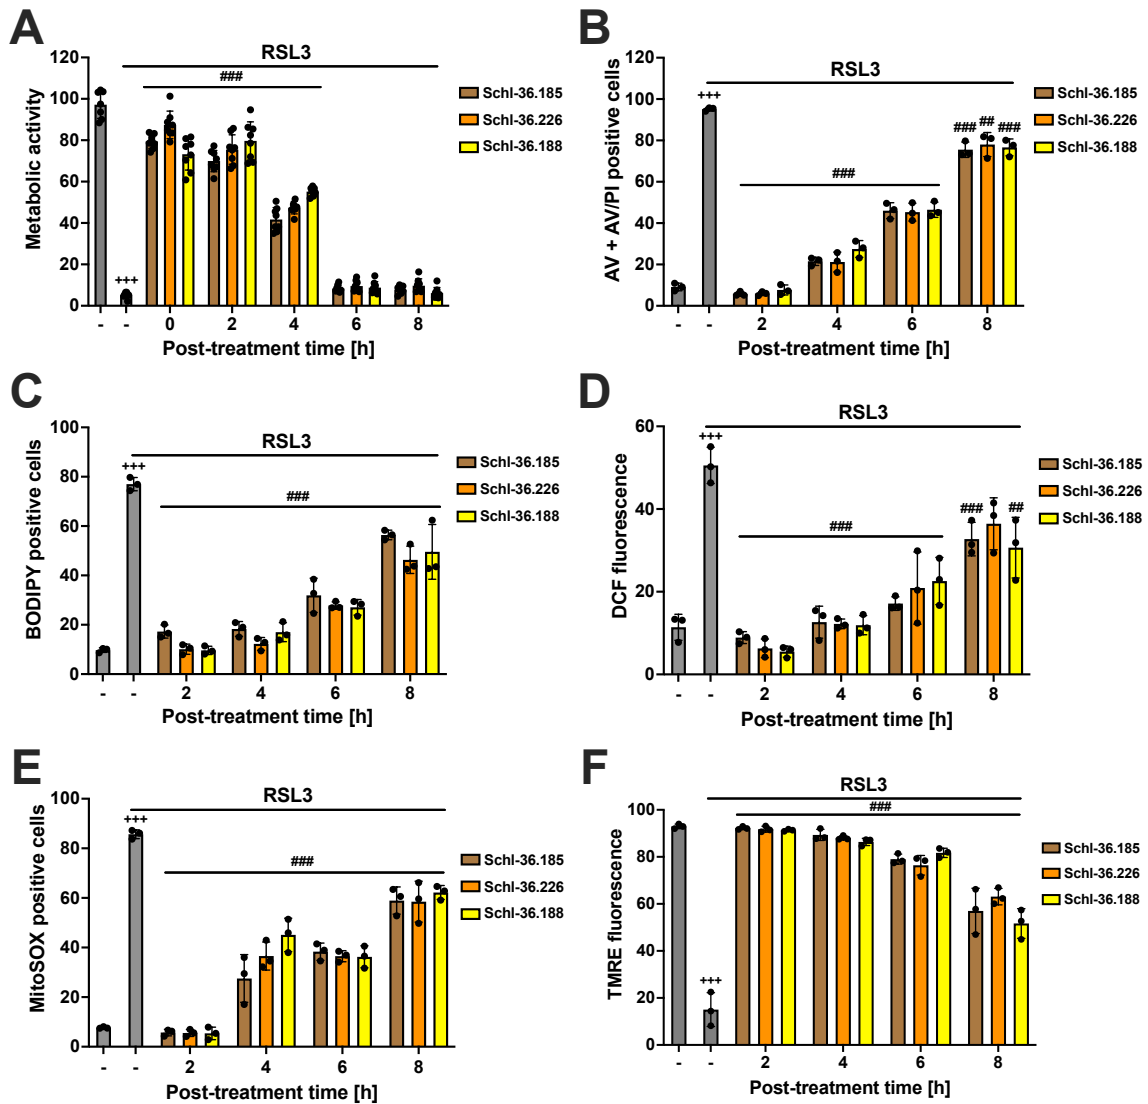 A
RSL3
###
+++
Metabolic activity
120
100
80
60
40
20
0
- - 0 2 4 6 8
Post-treatment time [h]
Schl-36.185
Schl-36.226
Schl-36.188
B
RSL3
+++
###
### ## ###
AV + AV/PI positive cells
120
100
80
60
40
20
0
- - 2 4 6 8
Post-treatment time [h]
Schl-36.185
Schl-36.226
Schl-36.188
C
RSL3
+++
###
BODIPY positive cells
100
80
60
40
20
0
- - 2 4 6 8
Post-treatment time [h]
Schl-36.185
Schl-36.226
Schl-36.188
D
RSL3
+++
###
### ##
DCF fluorescence
60
40
20
0
- - 2 4 6 8
Post-treatment time [h]
Schl-36.185
Schl-36.226
Schl-36.188
E
RSL3
+++
###
MitoSOX positive cells
100
80
60
40
20
0
- - 2 4 6 8
Post-treatment time [h]
Schl-36.185
Schl-36.226
Schl-36.188
F
RSL3
###
+++
TMRE fluorescence
100
80
60
40
20
0
- - 2 4 6 8
Post-treatment time [h]
Schl-36.185
Schl-36.226
Schl-36.188